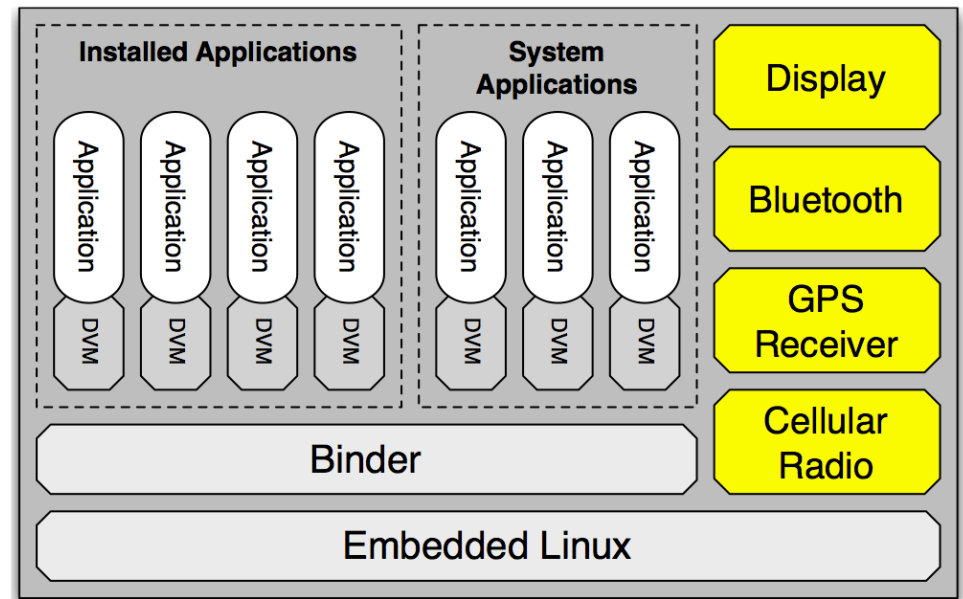 Installed Applications
Application
DVM
Application
DVM
Application
DVM
Application
DVM
System
Applications
Application
DVM
Application
DVM
Application
DVM
Display
Bluetooth
GPS
Receiver
Cellular
Radio
Binder
Embedded Linux